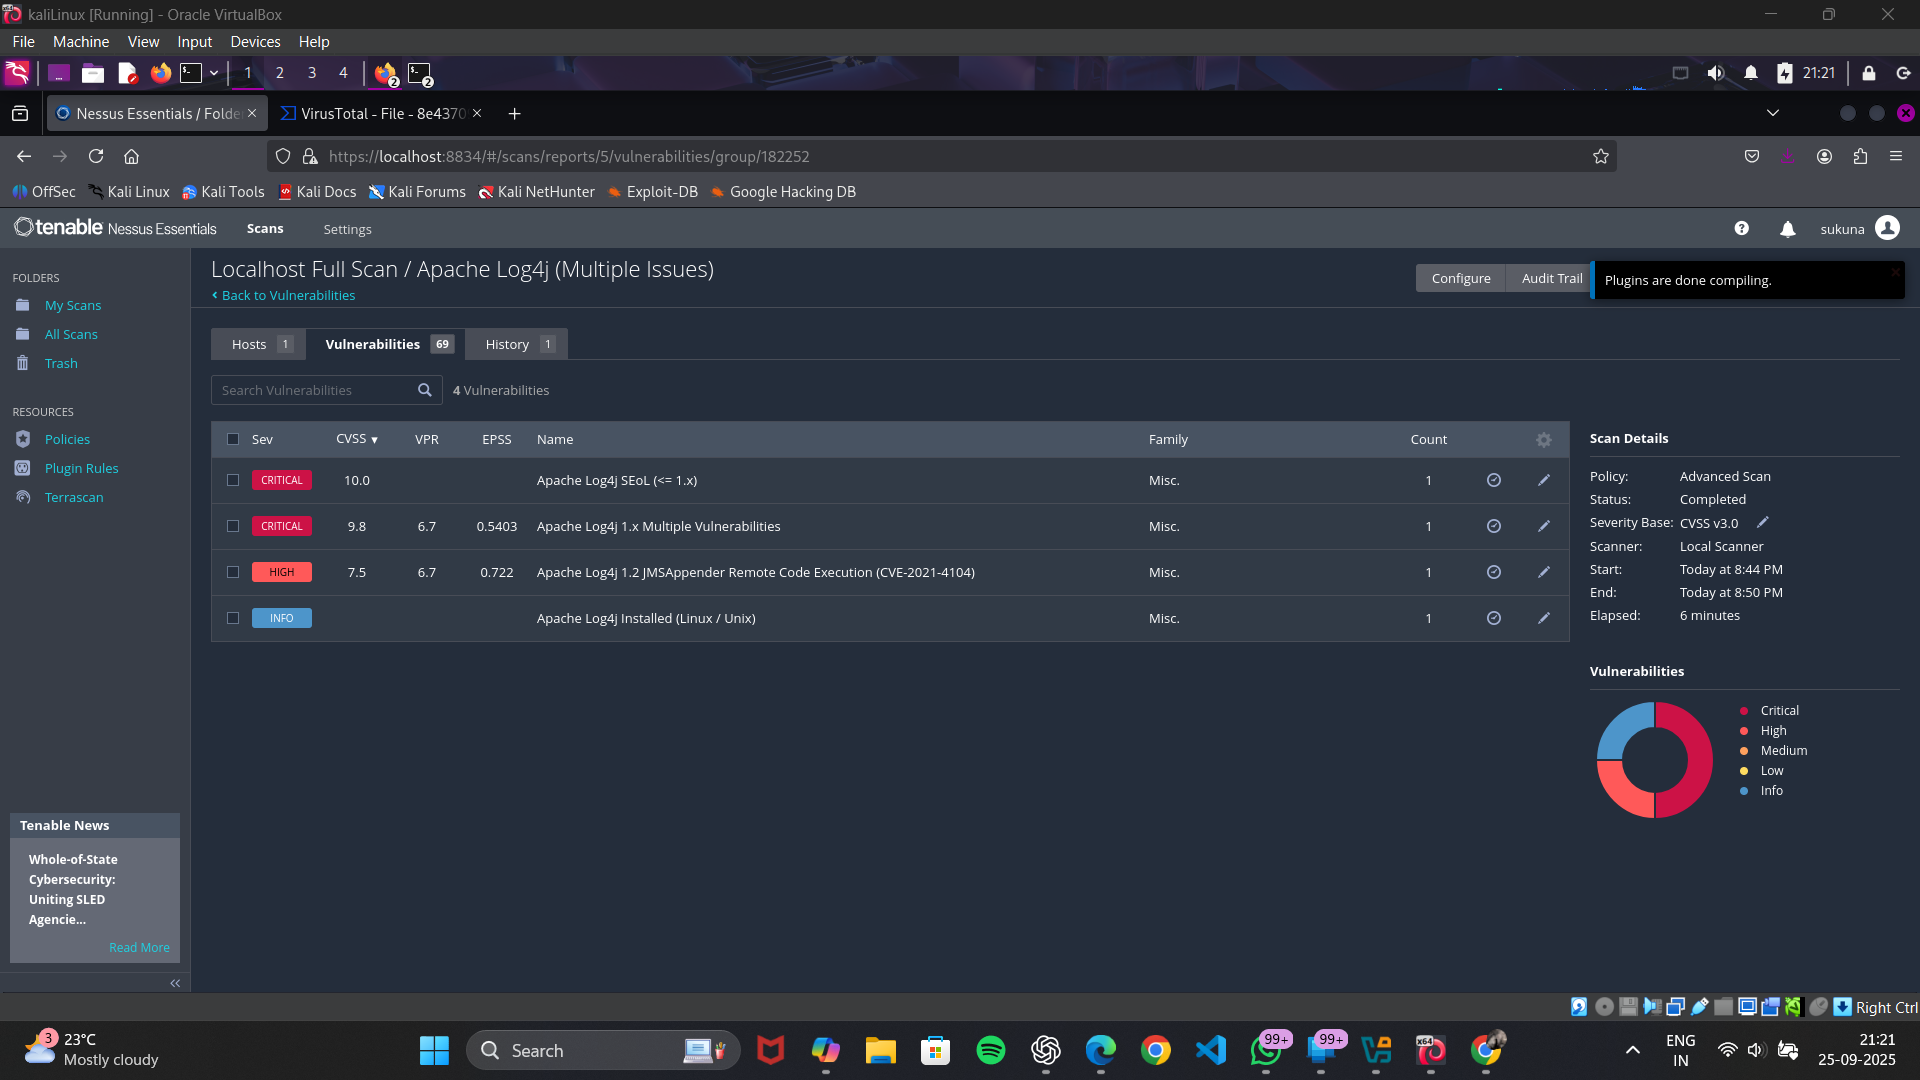 kaliLinux [Running] - Oracle VirtualBox
File Machine View Input Devices Help
1 2 3 4 2 2 21:21
Nessus Essentials / Folde VirusTotal - File - 8e4370
https://localhost:8834/#/scans/reports/5/vulnerabilities/group/182252
OffSec Kali Linux Kali Tools Kali Docs Kali Forums Kali NetHunter Exploit-DB Google Hacking DB
tenable Nessus Essentials Scans Settings sukuna
FOLDERS
My Scans
All Scans
Trash
RESOURCES
Policies
Plugin Rules
Terrascan
Tenable News
Whole-of-State
Cybersecurity:
Uniting SLED
Agencie...
Read More
Localhost Full Scan / Apache Log4j (Multiple Issues)
Back to Vulnerabilities
Configure Audit Trail
Plugins are done compiling.
Hosts 1 Vulnerabilities 69 History 1
Search Vulnerabilities 4 Vulnerabilities
Sev CVSS VPR EPSS Name Family Count
CRITICAL 10.0 Apache Log4j SEoL (<= 1.x) Misc. 1
CRITICAL 9.8 6.7 0.5403 Apache Log4j 1.x Multiple Vulnerabilities Misc. 1
HIGH 7.5 6.7 0.722 Apache Log4j 1.2 JMSAppender Remote Code Execution (CVE-2021-4104) Misc. 1
INFO Apache Log4j Installed (Linux / Unix) Misc. 1
Scan Details
Policy: Advanced Scan
Status: Completed
Severity Base: CVSS v3.0
Scanner: Local Scanner
Start: Today at 8:44 PM
End: Today at 8:50 PM
Elapsed: 6 minutes
Vulnerabilities
Critical
High
Medium
Low
Info
Right Ctrl
3 23°C
Mostly cloudy
Search
99+ 99+
x64
ENG
IN
21:21
25-09-2025